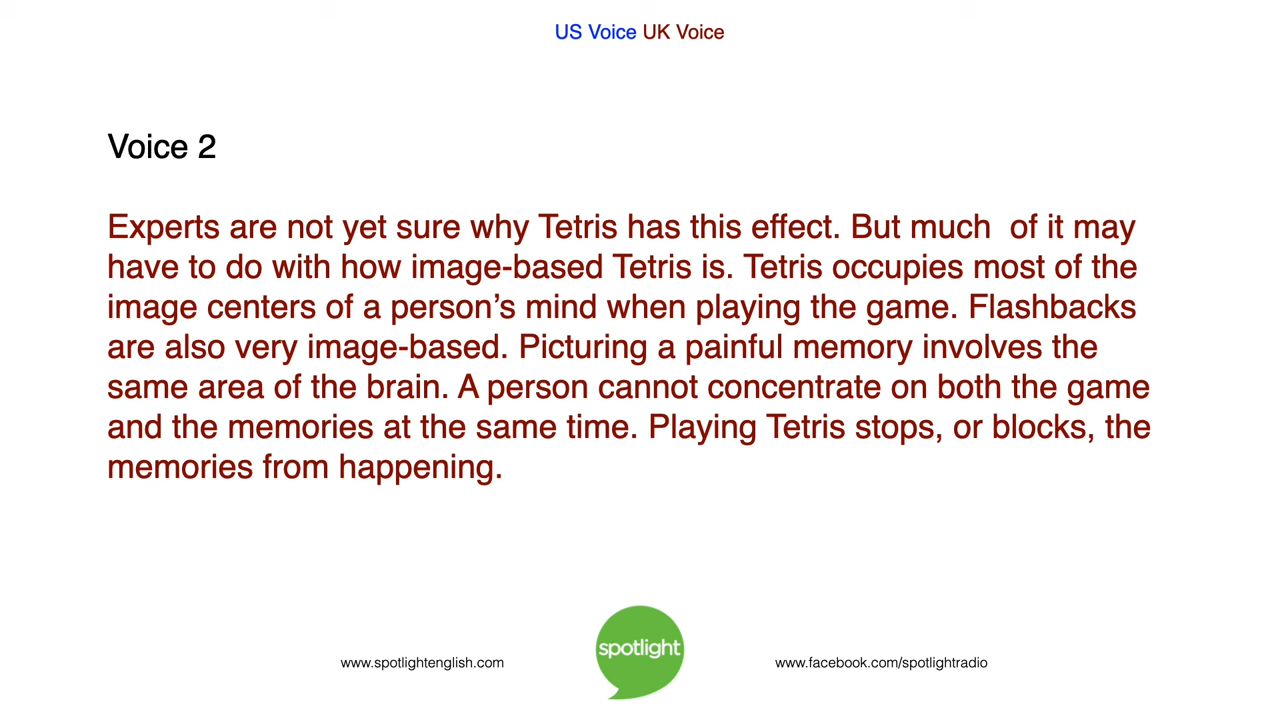 US Voice UK Voice
Voice 2
Experts are not yet sure why Tetris has this effect. But much  of it may
have to do with how image-based Tetris is. Tetris occupies most of the
image centers of a person’s mind when playing the game. Flashbacks
are also very image-based. Picturing a painful memory involves the
same area of the brain. A person cannot concentrate on both the game
and the memories at the same time. Playing Tetris stops, or blocks, the
memories from happening.
www.spotlightenglish.com
spotlight
www.facebook.com/spotlightradio